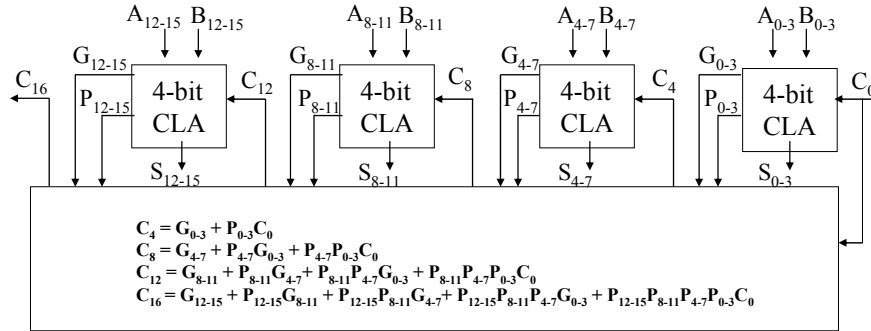 A₁₂₋₁₅ B₁₂₋₁₅ A₈₋₁₁ B₈₋₁₁ A₄₋₇ B₄₋₇ A₀₋₃ B₀₋₃
C₁₆ G₁₂₋₁₅ C₁₂ G₈₋₁₁ C₈ G₄₋₇ C₄ G₀₋₃ C₀
P₁₂₋₁₅ 4-bit P₈₋₁₁ 4-bit P₄₋₇ 4-bit P₀₋₃ 4-bit
CLA CLA CLA CLA
S₁₂₋₁₅ S₈₋₁₁ S₄₋₇ S₀₋₃
C₄ = G₀₋₃ + P₀₋₃C₀
C₈ = G₄₋₇ + P₄₋₇G₀₋₃ + P₄₋₇P₀₋₃C₀
C₁₂ = G₈₋₁₁ + P₈₋₁₁G₄₋₇+ P₈₋₁₁P₄₋₇G₀₋₃ + P₈₋₁₁P₄₋₇P₀₋₃C₀
C₁₆ = G₁₂₋₁₅ + P₁₂₋₁₅G₈₋₁₁ + P₁₂₋₁₅P₈₋₁₁G₄₋₇+ P₁₂₋₁₅P₈₋₁₁P₄₋₇G₀₋₃ + P₁₂₋₁₅P₈₋₁₁P₄₋₇P₀₋₃C₀